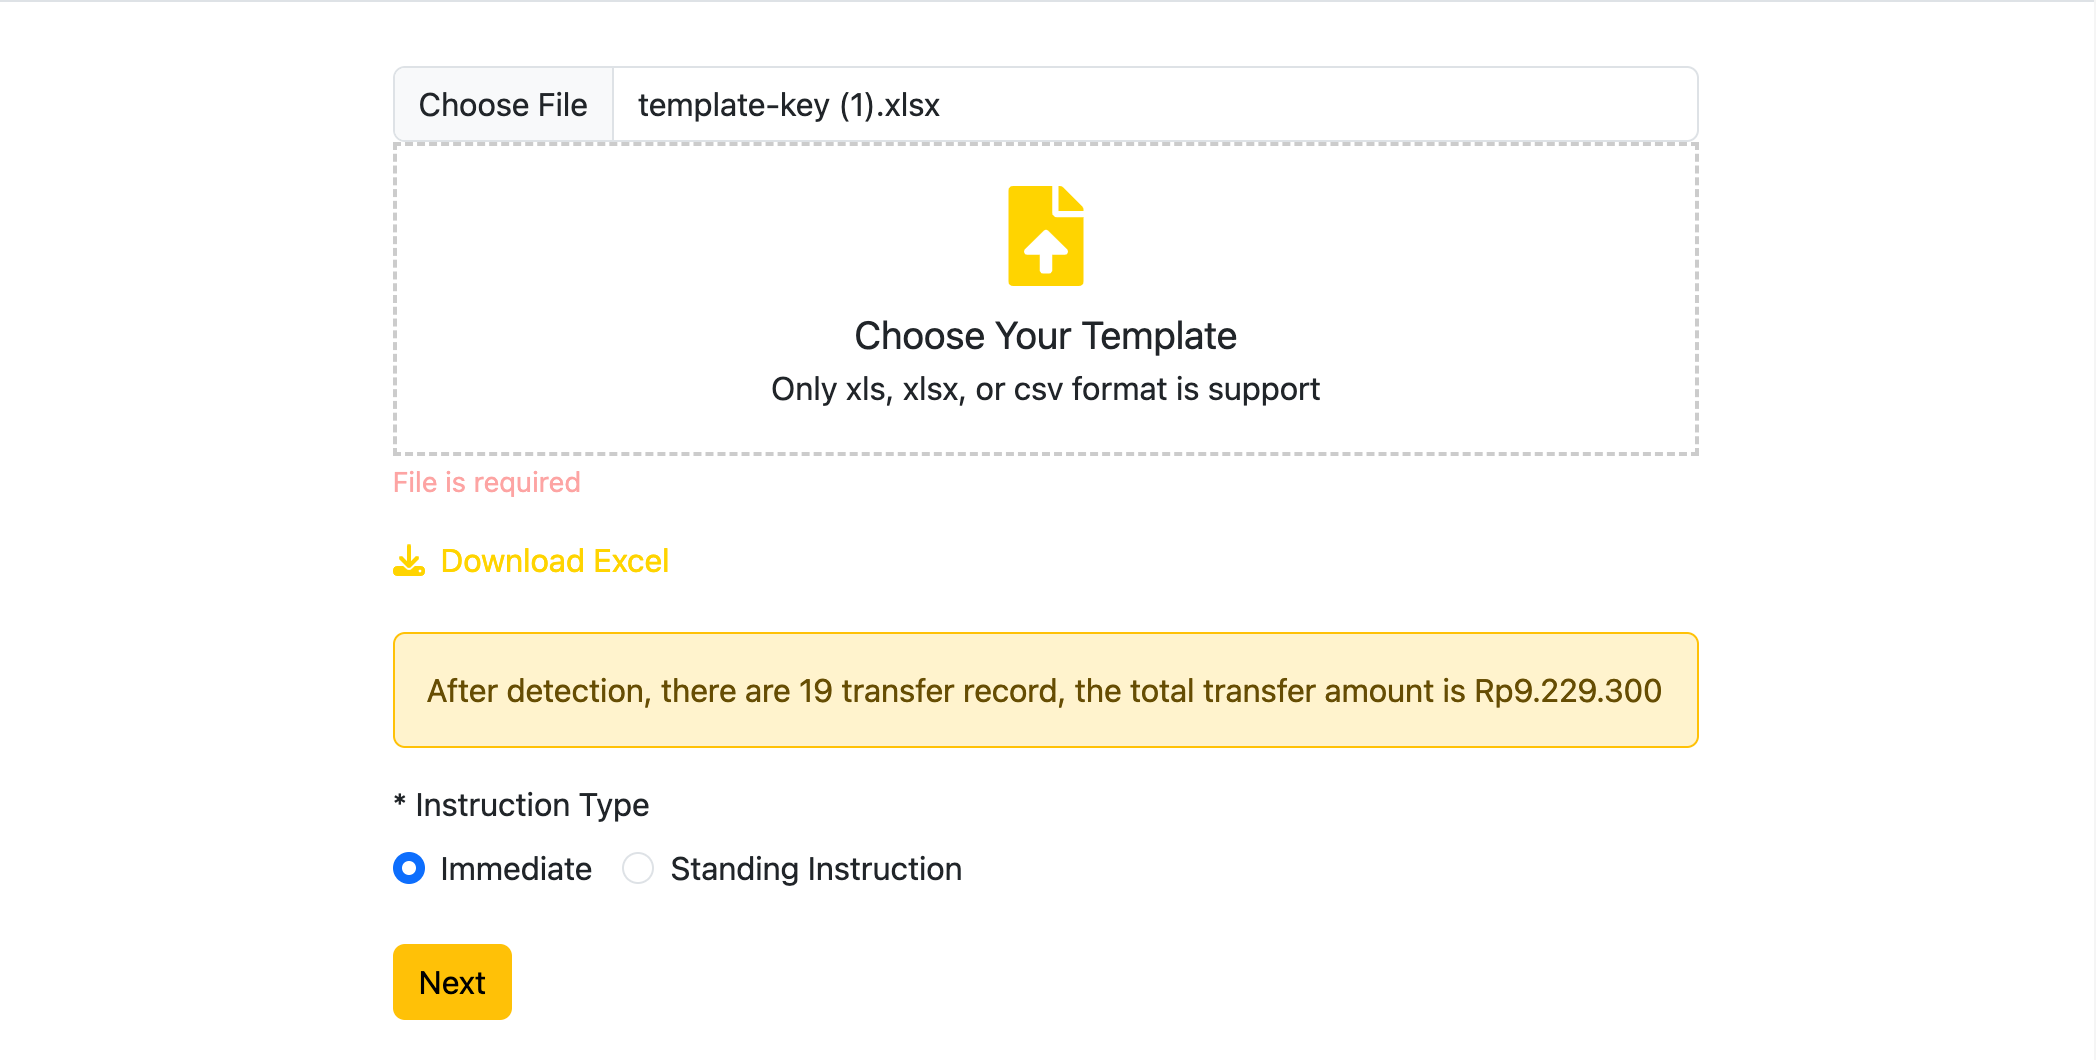 Choose File template-key (1).xlsx
Choose Your Template
Only xls, xlsx, or csv format is support
File is required
Download Excel
After detection, there are 19 transfer record, the total transfer amount is Rp9.229.300
* Instruction Type
Immediate Standing Instruction
Next